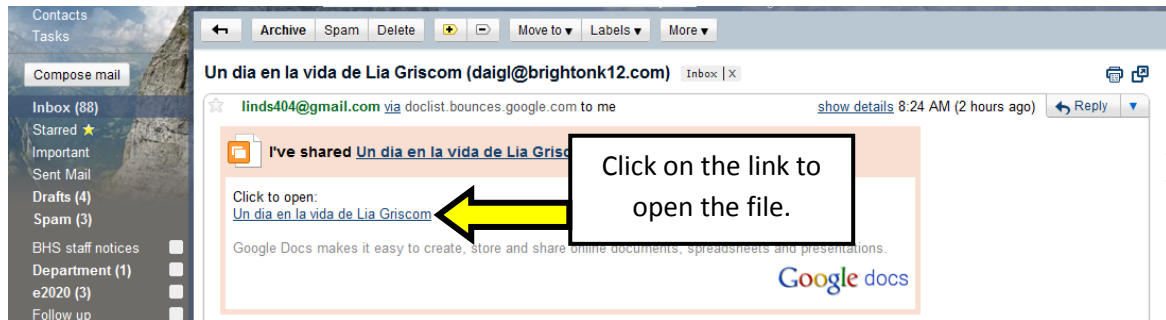 Contacts
Tasks
Compose mail
Inbox (88)
Starred
Important
Sent Mail
Drafts (4)
Spam (3)
BHS staff notices
Department (1)
e2020 (3)
Follow up
Archive Spam Delete Move to Labels More
Un dia en la vida de Lia Griscom (daigl@brightonk12.com) Inbox X
linds404@gmail.com via doclist.bounces.google.com to me show details 8:24 AM (2 hours ago) Reply
I've shared Un dia en la vida de Lia
Click on the link to
open the file.
Click to open:
Un dia en la vida de Lia Griscom
Google Docs makes it easy to create, store and share online documents, spreadsheets and presentations.
Google docs